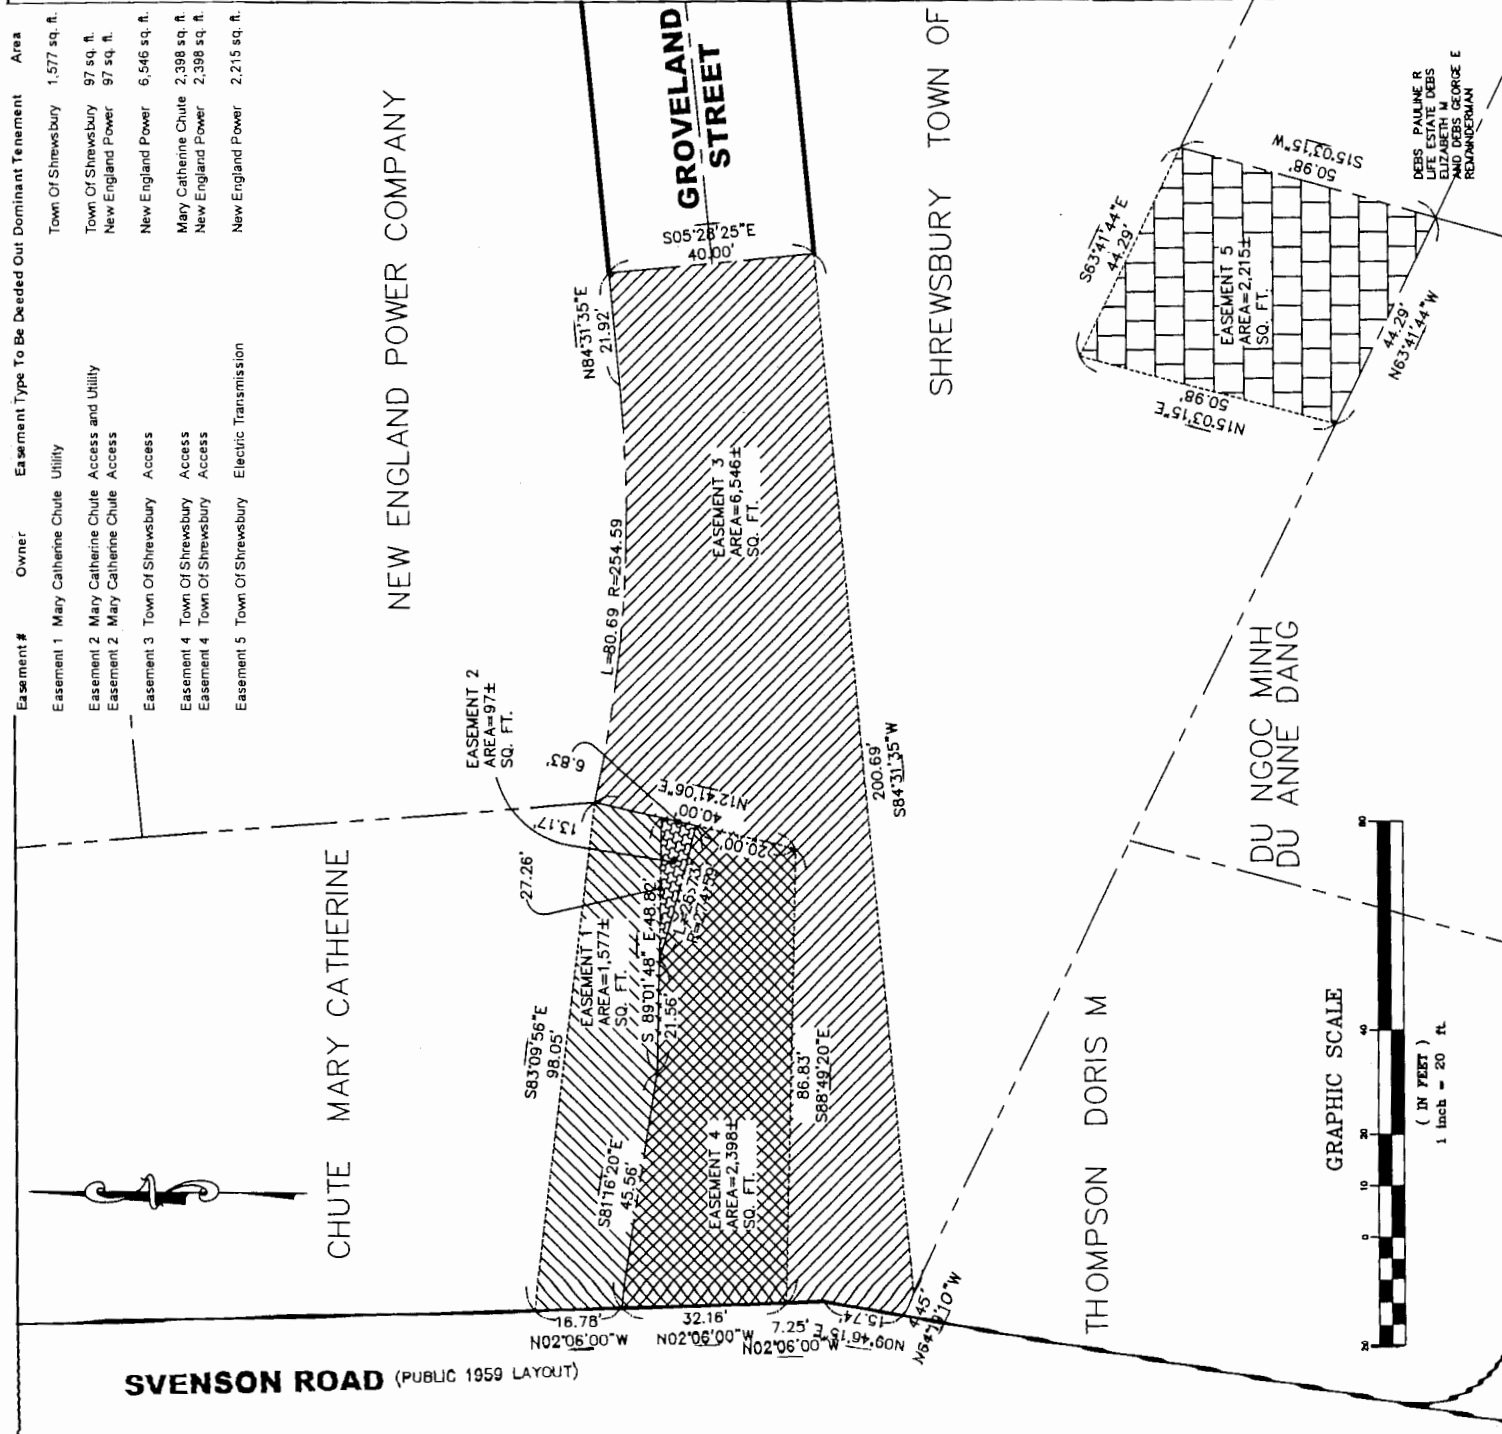 Easement # Owner Easement Type To Be Deeded Out Dominant Tenement Area
Easement 1 Mary Catherine Chute Utility Town Of Shrewsbury 1,577 sq. ft.
Easement 2 Mary Catherine Chute Access and Utility Town Of Shrewsbury 97 sq. ft.
Easement 2 Mary Catherine Chute Access New England Power 97 sq. ft.
Easement 3 Town Of Shrewsbury Access New England Power 6,546 sq. ft.
Easement 4 Town Of Shrewsbury Access Mary Catherine Chute 2,398 sq. ft.
Easement 4 Town Of Shrewsbury Access New England Power 2,398 sq. ft.
Easement 5 Town Of Shrewsbury Electric Transmission New England Power 2,215 sq. ft.
NEW ENGLAND POWER COMPANY
GROVELAND
STREET
S05°28'25"E
40.00'
N84°31'35"E
21.92'
L=80.69 R=254.59
EASEMENT 3
AREA=6,546±
SQ. FT.
200.69'
S84°31'35"W
SHREWSBURY TOWN OF
S63°41'44"E
44.29'
S15°03'15"W
50.98'
EASEMENT 5
AREA=2,215±
SQ. FT.
N15°03'15"E
50.98'
44.29'
N63°41'44"W
DEBS PAULINE R
LIFE ESTATE DEBS
ELIZABETH M
AND DEBS GEORGE E
REMAINDERMAN
EASEMENT 2
AREA=97±
SQ. FT.
6.83'
13.17'
N12°41'06"E
40.00'
20.00'
27.26'
CHUTE MARY CATHERINE
S83°09'56"E
98.05'
EASEMENT 1
AREA=1,577±
SQ. FT.
S 89°01'48" E 48.82'
21.56'
S81°16'20"E
45.56'
EASEMENT 4
AREA=2,398±
SQ. FT.
86.83'
S88°49'20"E
16.78'
N02°06'00"W
32.16'
N02°06'00"W
7.25'
N02°06'00"W
15.74'
N09°46'15"E
4.45'
SVENSON ROAD (PUBLIC 1959 LAYOUT)
THOMPSON DORIS M
DU NGOC MINH
DU ANNE DANG
GRAPHIC SCALE
20 0 10 20 40 80
( IN FEET )
1 inch = 20 ft.